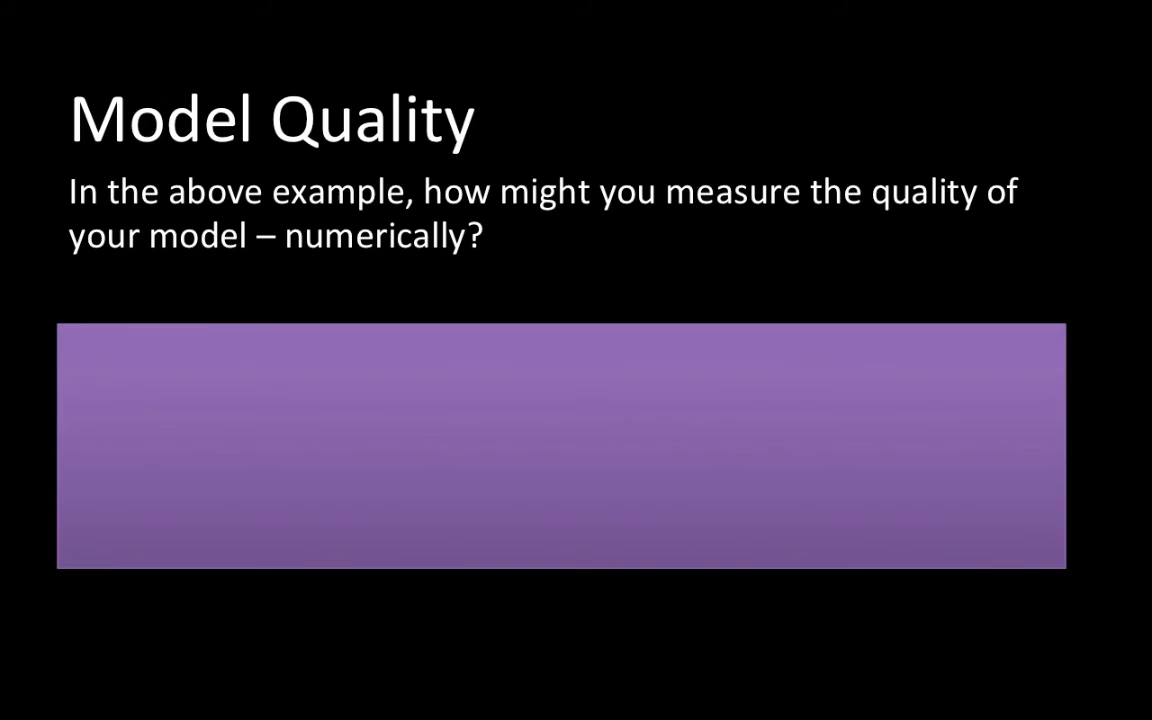 Model Quality
In the above example, how might you measure the quality of
your model – numerically?